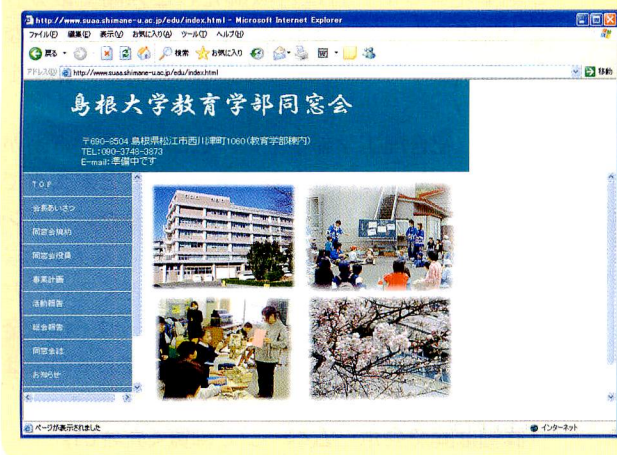 http://www.suaa.shimane-u.ac.jp/edu/index.html - Microsoft Internet Explorer
ファイル(F) 編集(E) 表示(V) お気に入り(A) ツール(T) ヘルプ(H)
戻る 検索 お気に入り
アドレス(D) http://www.suaa.shimane-u.ac.jp/edu/index.html 移動
島根大学教育学部同窓会
〒690-8504 島根県松江市西川津町1060(教育学部棟内)
TEL:090-3748-3873
E-mail:準備中です
TOP
会長あいさつ
同窓会規約
同窓会役員
事業計画
活動報告
総会報告
同窓会誌
お知らせ
ページが表示されました インターネット